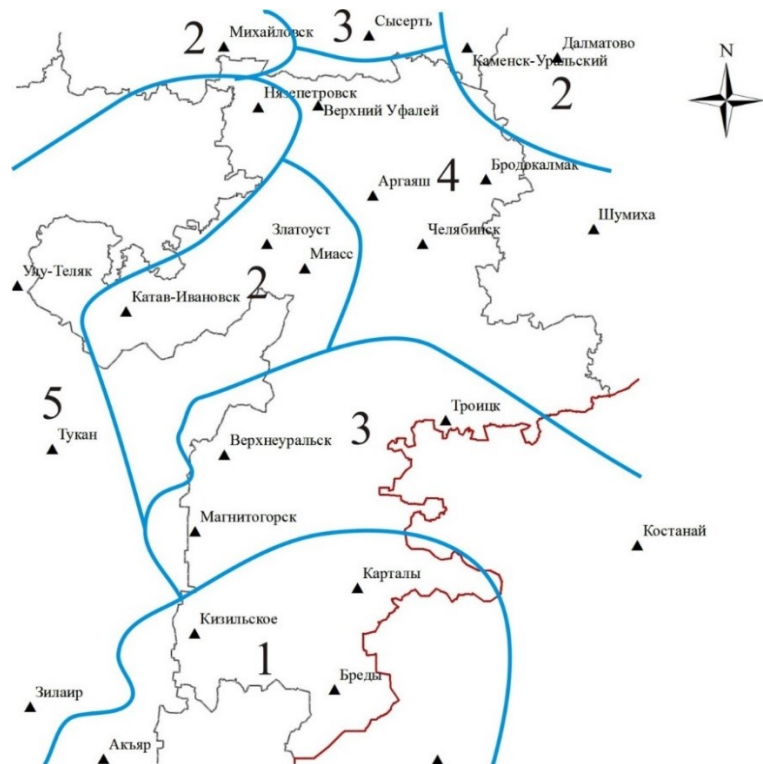 Сысерть
3
Михайловск
2
Далматово
Каменск-Уральский
N
2
Нязепетровск
Верхний Уфалей
Бродокалмак
4
Аргаяш
Шумиха
Златоуст
Челябинск
Миасс
Улу-Теляк
2
Катав-Ивановск
5
Троицк
3
Тукан
Верхнеуральск
Магнитогорск
Костанай
Карталы
Кизильское
1
Бреды
Зилаир
Акъяр